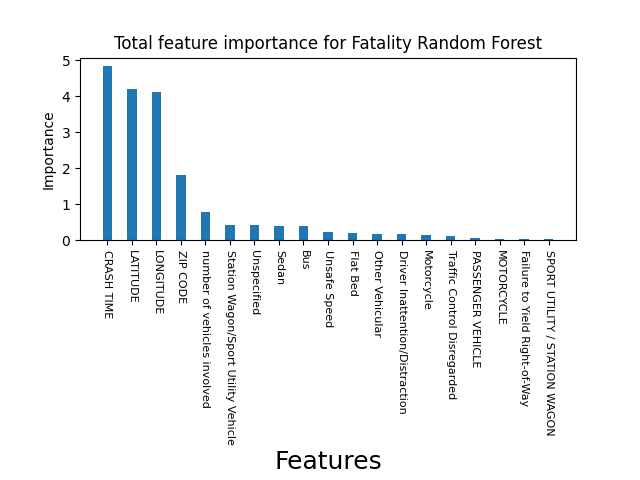 Total feature importance for Fatality Random Forest
5
4
3
2
1
0
Importance
CRASH TIME
LATITUDE
LONGITUDE
ZIP CODE
number of vehicles involved
Station Wagon/Sport Utility Vehicle
Unspecified
Sedan
Bus
Unsafe Speed
Flat Bed
Other Vehicular
Driver Inattention/Distraction
Motorcycle
Traffic Control Disregarded
PASSENGER VEHICLE
MOTORCYCLE
Failure to Yield Right-of-Way
SPORT UTILITY / STATION WAGON
Features